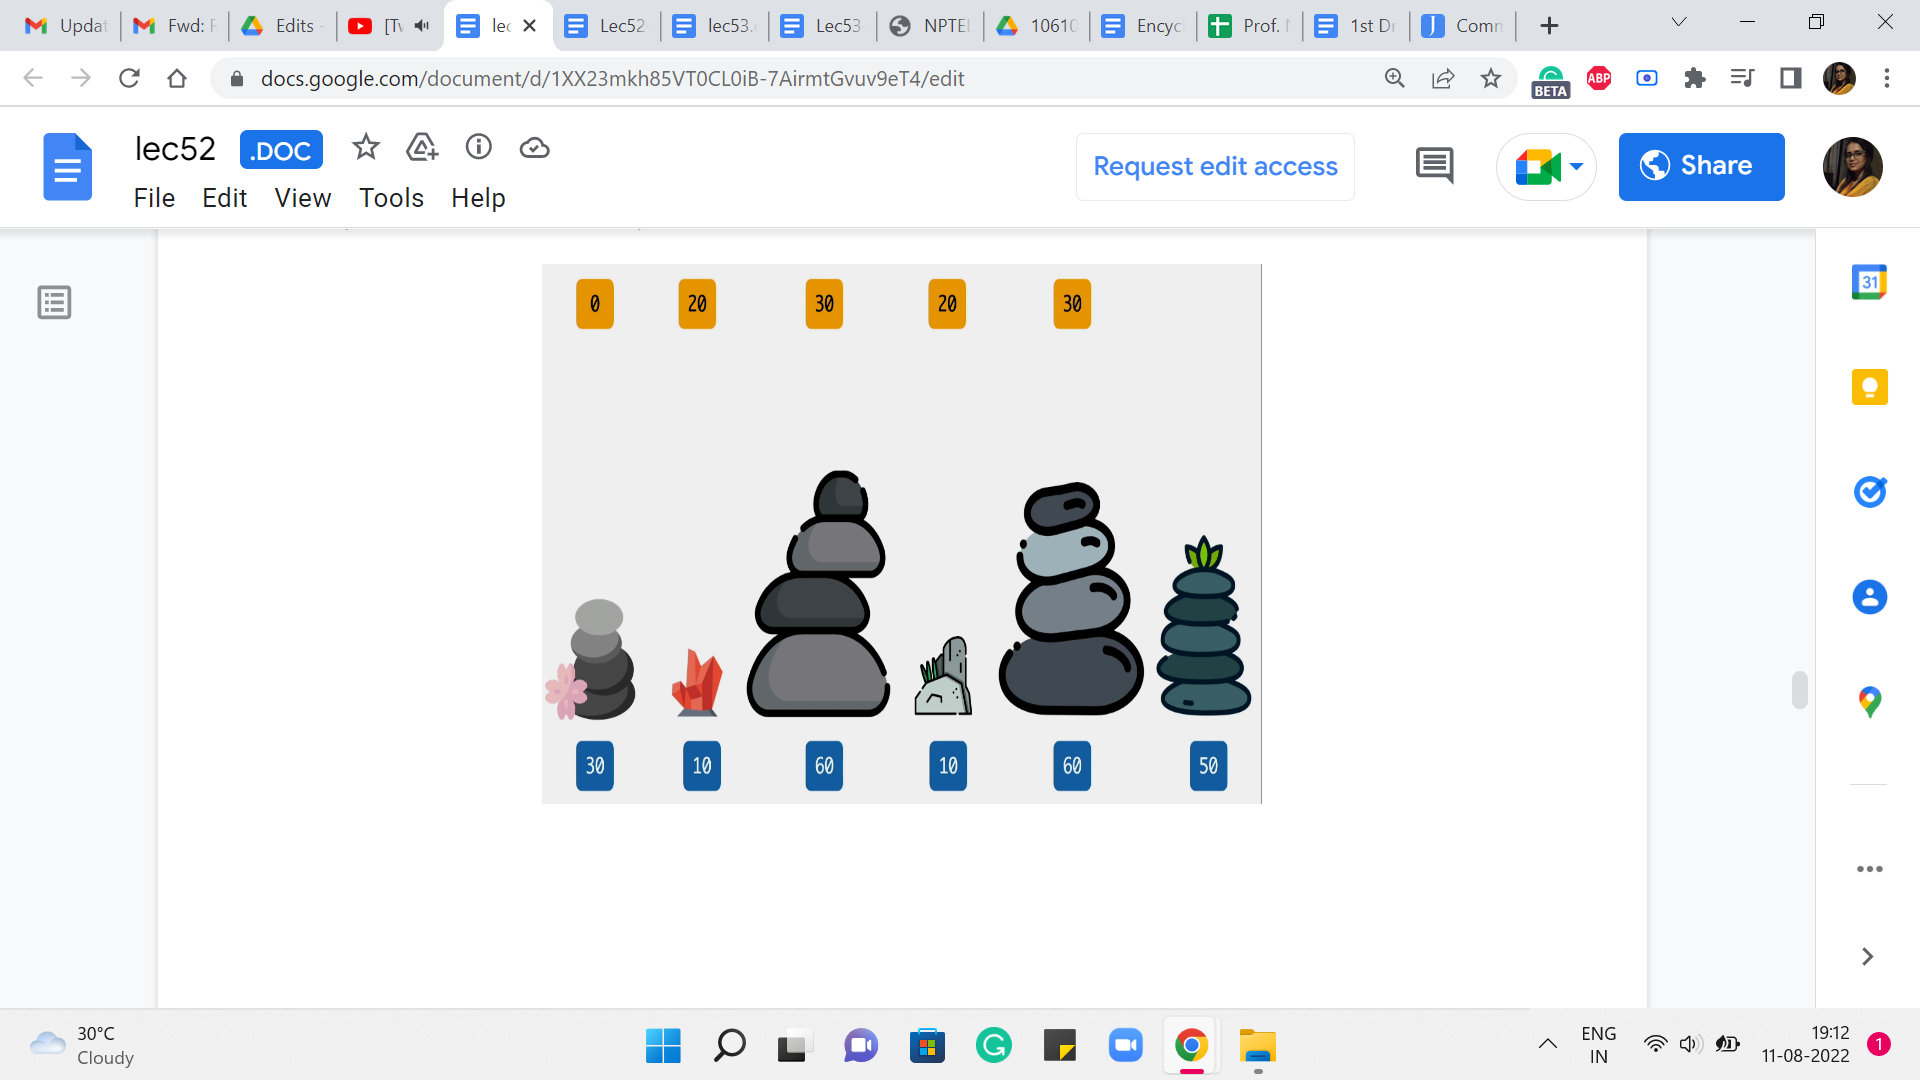 Updat
Fwd: F
Edits -
[Tv
lec
Lec52
lec53.
Lec53
NPTEL
10610
Encyc
Prof.
1st Dr
Comm
docs.google.com/document/d/1XX23mkh85VT0CL0iB-7AirmtGvuv9eT4/edit
BETA
ABP
lec52
.DOC
File Edit View Tools Help
Request edit access
Share
31
0 20 30 20 30
30 10 60 10 60 50
30°C
Cloudy
ENG
IN
19:12
11-08-2022
1